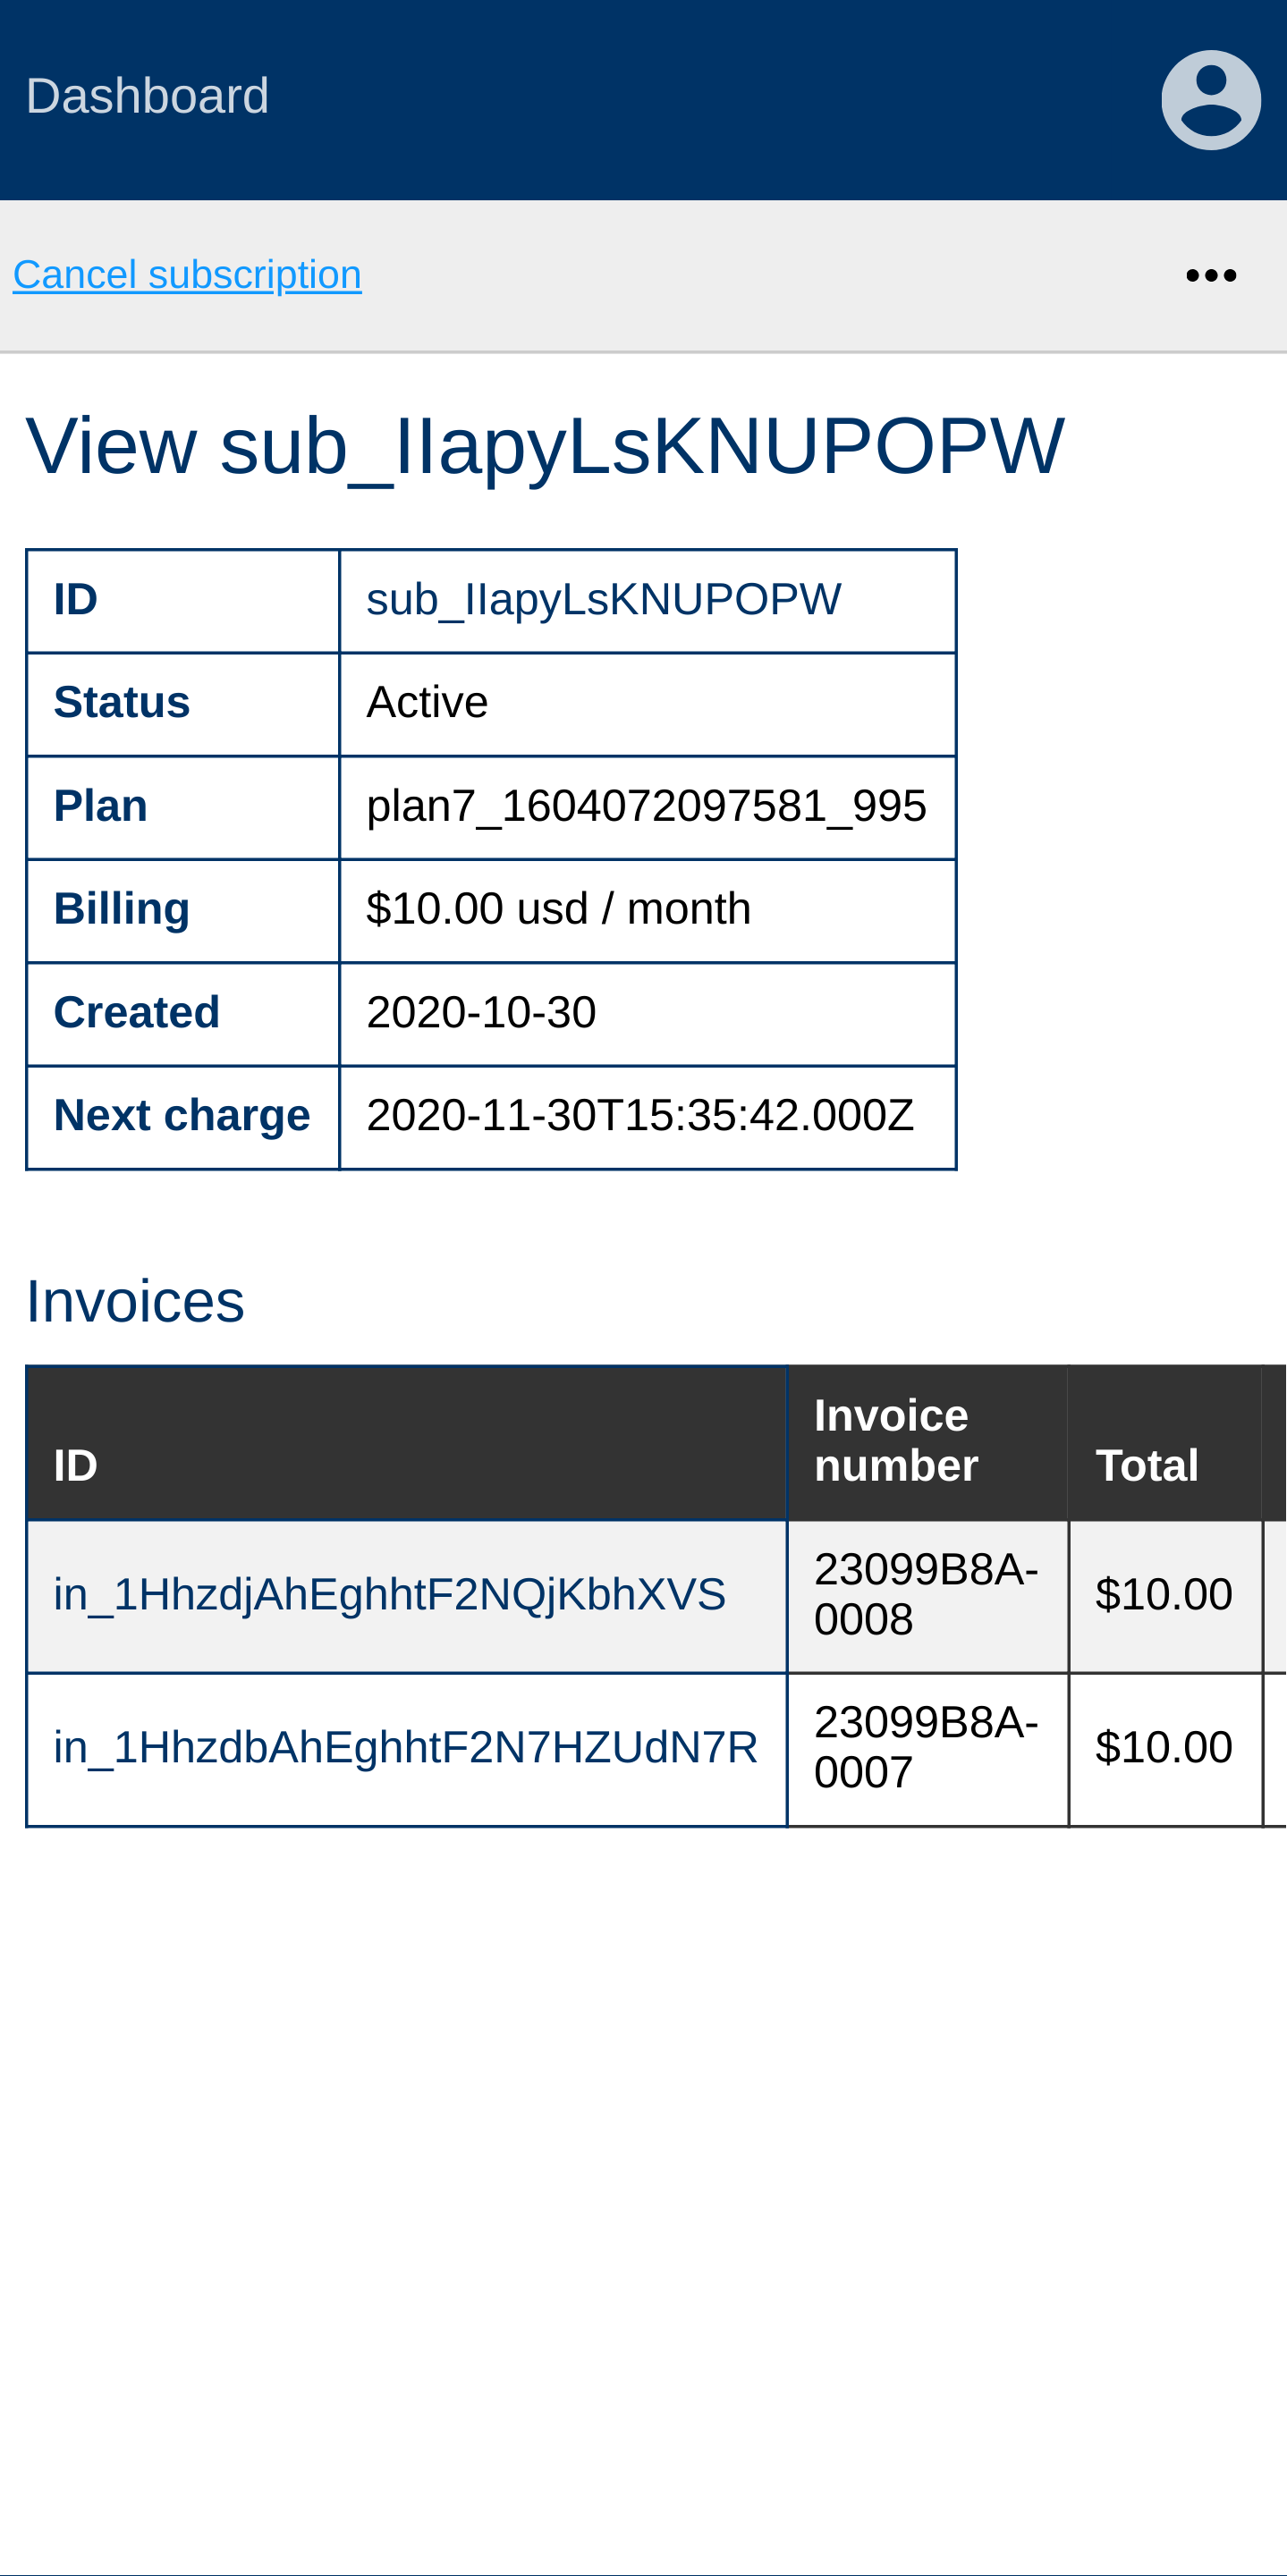 Dashboard
Cancel subscription
View sub_IIapyLsKNUPOPW
ID sub_IIapyLsKNUPOPW
Status Active
Plan plan7_1604072097581_995
Billing $10.00 usd / month
Created 2020-10-30
Next charge 2020-11-30T15:35:42.000Z
Invoices
ID Invoice number Total
in_1HhzdjAhEghhtF2NQjKbhXVS 23099B8A-0008 $10.00
in_1HhzdbAhEghhtF2N7HZUdN7R 23099B8A-0007 $10.00